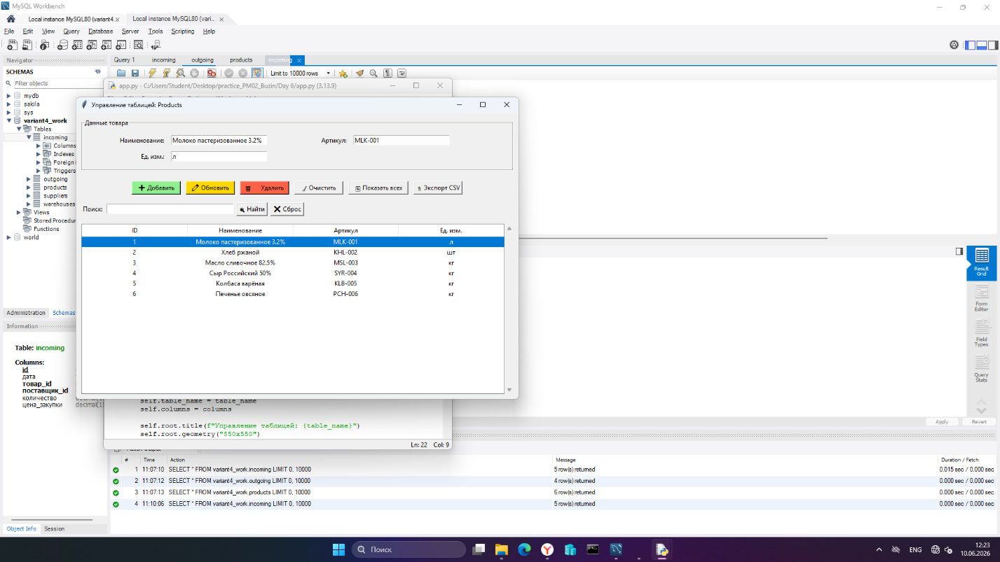 MySQL Workbench
Local instance MySQL80 (variant4... x
Local instance MySQL80 (vari... x
File Edit View Query Database Server Tools Scripting Help
Navigator
Query 1 incoming outgoing products incoming
SCHEMAS
Limit to 10000 rows
Filter objects
app.py - C:/Users/Student/Desktop/practice_PM02_Buzin/Day 6/app.py (3.13.9)
mydb
sakila
sys
variant4_work
Tables
incoming
Columns
Indexes
Foreign
Triggers
outgoing
products
suppliers
warehouses
Views
Stored Procedur
Functions
world
Управление таблицей: Products
Данные товара
Наименование: Молоко пастеризованное 3.2% Артикул: MLK-001
Ед. изм.: л
Добавить Обновить Удалить Очистить Показать всех Экспорт CSV
Поиск: Найти Сброс
ID Наименование Артикул Ед. изм.
1 Молоко пастеризованное 3.2% MLK-001 л
2 Хлеб ржаной KHL-002 шт
3 Масло сливочное 82.5% MSL-003 кг
4 Сыр Российский 50% SYR-004 кг
5 Колбаса варёная KLB-005 кг
6 Печенье овсяное PCH-006 кг
Result Grid
Form Editor
Field Types
Query Stats
Administration Schemas
Information
Table: incoming
Columns:
id
дата
товар_id
поставщик_id
количество
цена_закупки decimal(1
self.table_name = table_name
self.columns = columns
self.root.title(f"Управление таблицей: {table_name}")
self.root.geometry("850x550")
Ln: 22 Col: 9
Apply Revert
# Time Action Message Duration / Fetch
1 11:07:10 SELECT * FROM variant4_work.incoming LIMIT 0, 10000 5 row(s) returned 0.015 sec / 0.000 sec
2 11:07:12 SELECT * FROM variant4_work.outgoing LIMIT 0, 10000 4 row(s) returned 0.000 sec / 0.000 sec
3 11:07:13 SELECT * FROM variant4_work.products LIMIT 0, 10000 6 row(s) returned 0.000 sec / 0.000 sec
4 11:10:06 SELECT * FROM variant4_work.incoming LIMIT 0, 10000 5 row(s) returned 0.000 sec / 0.000 sec
Object Info Session
Поиск
ENG
12:23
10.06.2026